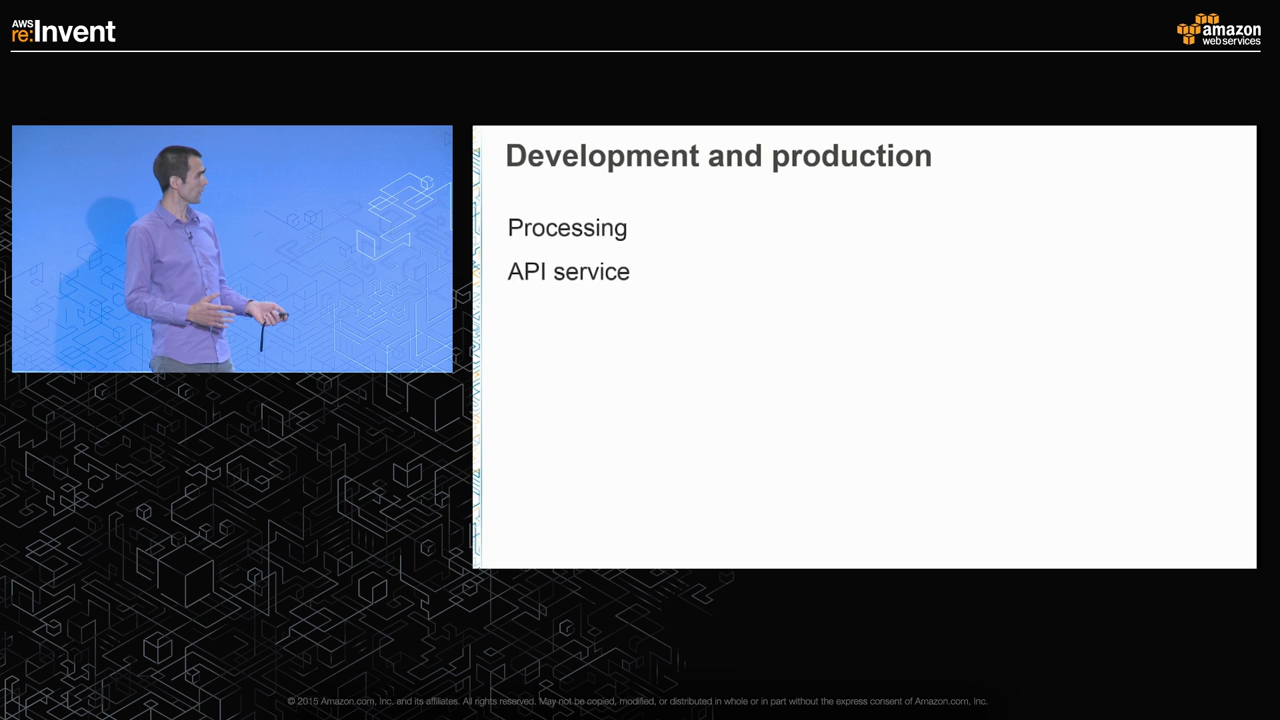 AWS
re:Invent
amazon
web services
Development and production
Processing
API service
© 2015 Amazon.com, Inc. and its affiliates. All rights reserved. May not be copied, modified, or distributed in whole or in part without the express consent of Amazon.com, Inc.